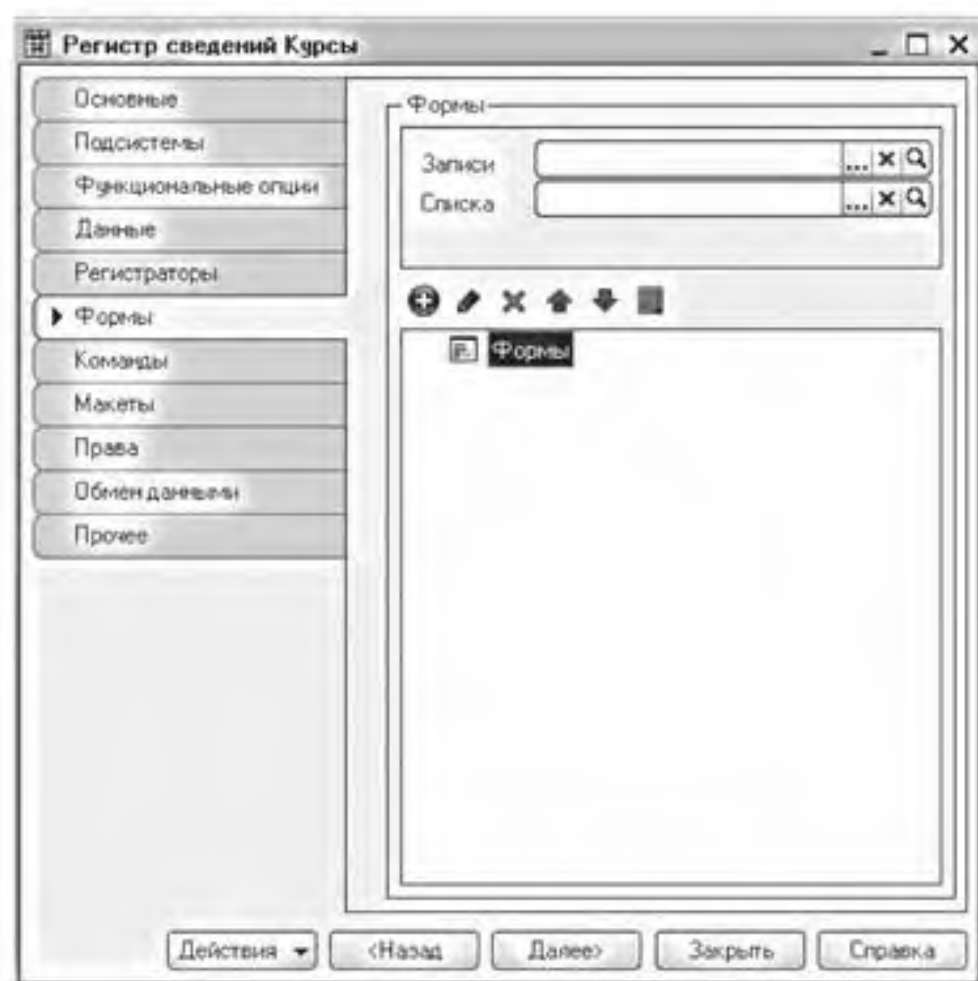 Регистр сведений Курсы
Основные
Подсистемы
Функциональные опции
Данные
Регистраторы
Формы
Команды
Макеты
Права
Обмен данными
Прочее
Формы
Записи
...
Списка
...
Формы
Действия
<Назад
Далее>
Закрыть
Справка